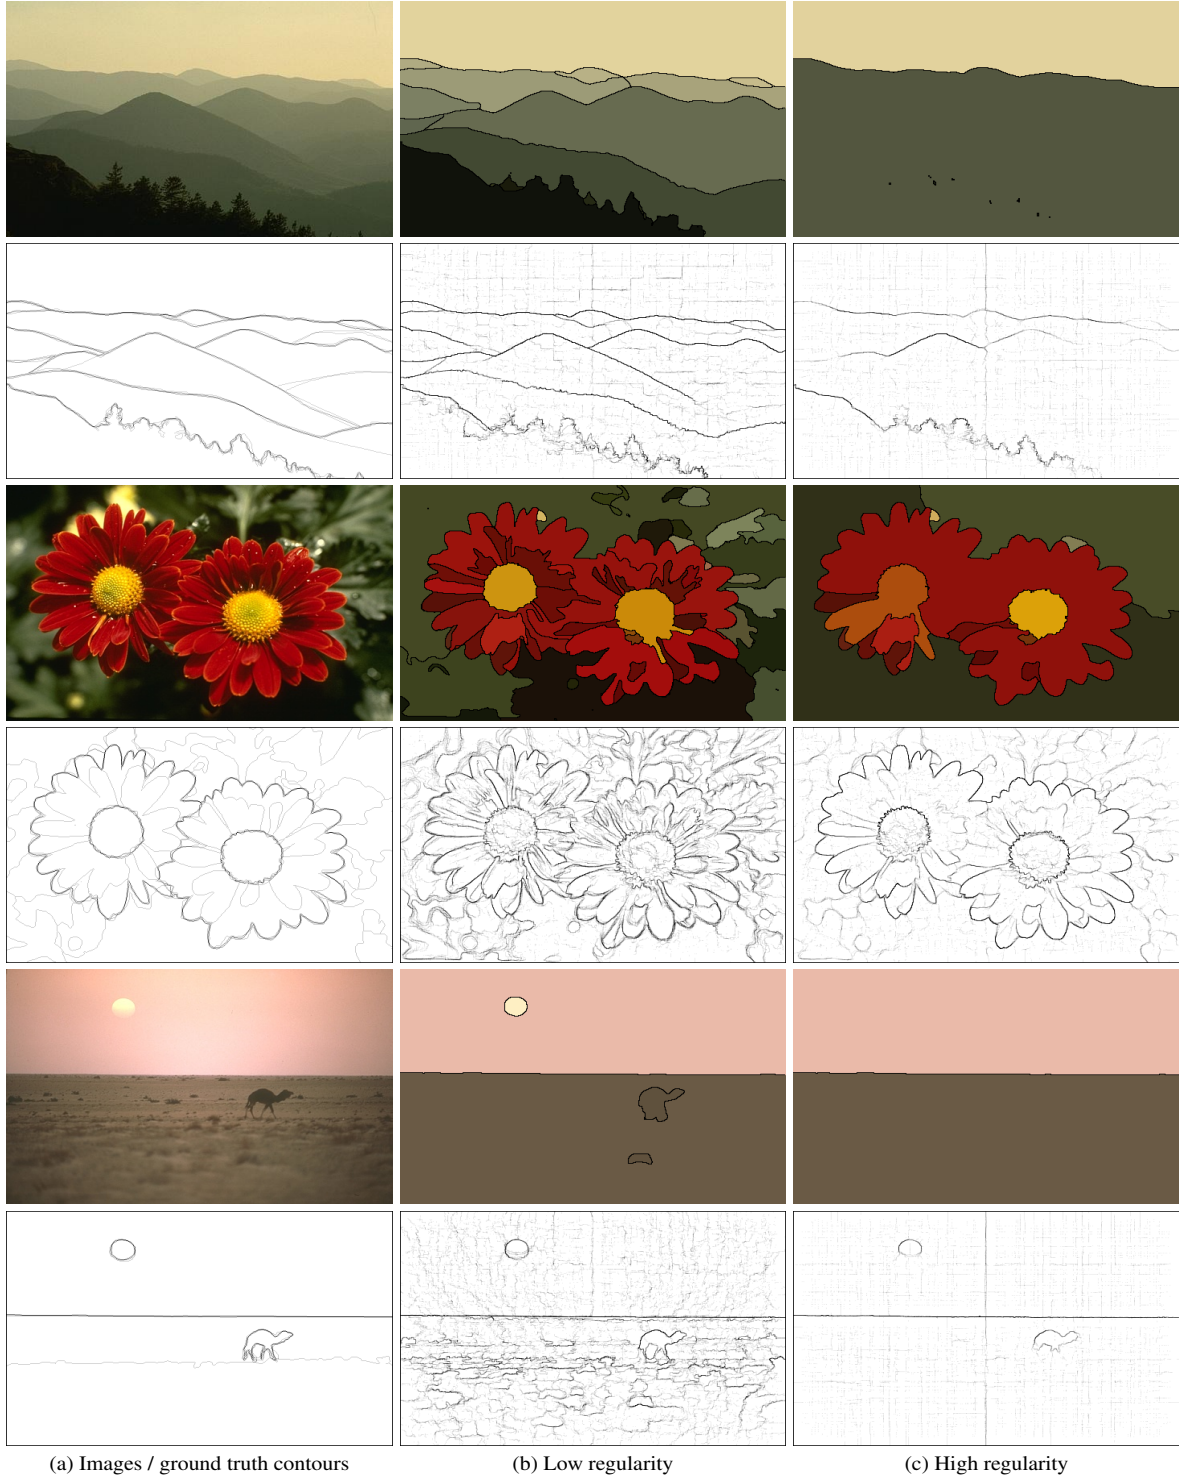 (a) Images / ground truth contours
(b) Low regularity
(c) High regularity